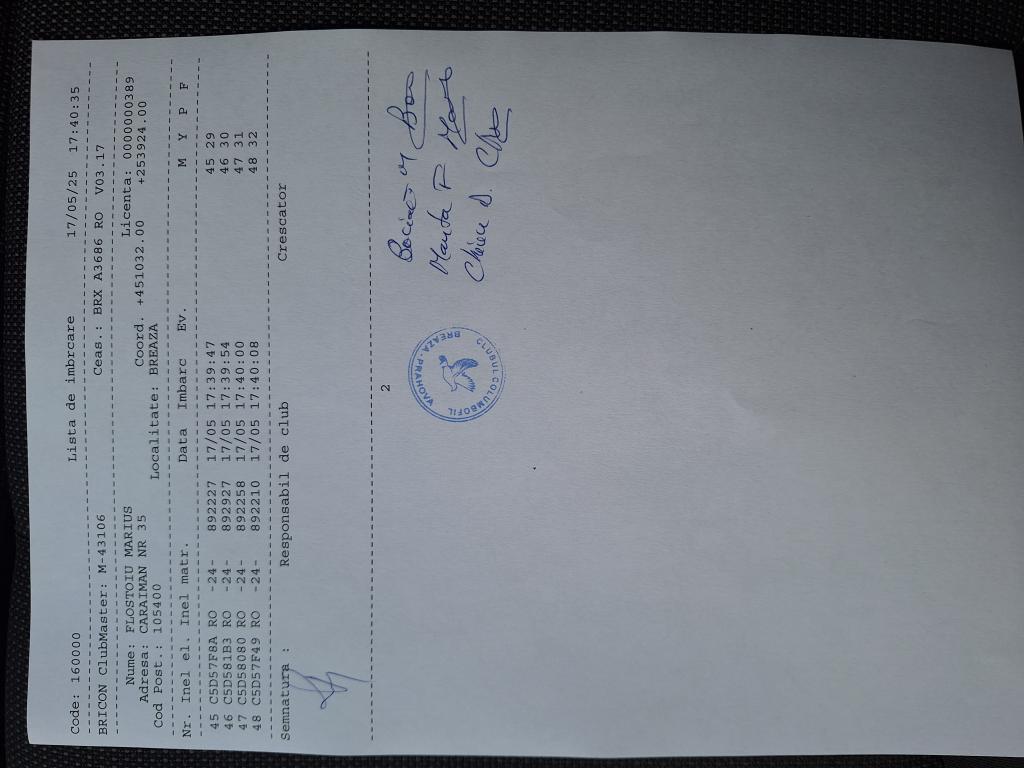 Code: 160000 Lista de imbrcare 17/05/25 17:40:35
BRICON ClubMaster: M-43106 Ceas.: BRX A3686 RO V03.17
Nume: FLOSTOIU MARIUS Licenta: 0000000389
Adresa: CARAIMAN NR 35 Coord. +451032.00 +253924.00
Cod Post.: 105400 Localitate: BREAZA
Nr. Inel el. Inel matr. Data Imbarc Ev. M Y P F
45 C5D57F8A RO -24- 892227 17/05 17:39:47 45 29
46 C5D581B3 RO -24- 892927 17/05 17:39:54 46 30
47 C5D58080 RO -24- 892258 17/05 17:40:00 47 31
48 C5D57F49 RO -24- 892210 17/05 17:40:08 48 32
Semnatura : Responsabil de club Crescator
2
CLUBUL COLUMBOFIL
BREAZA - PRAHOVA
Manta F